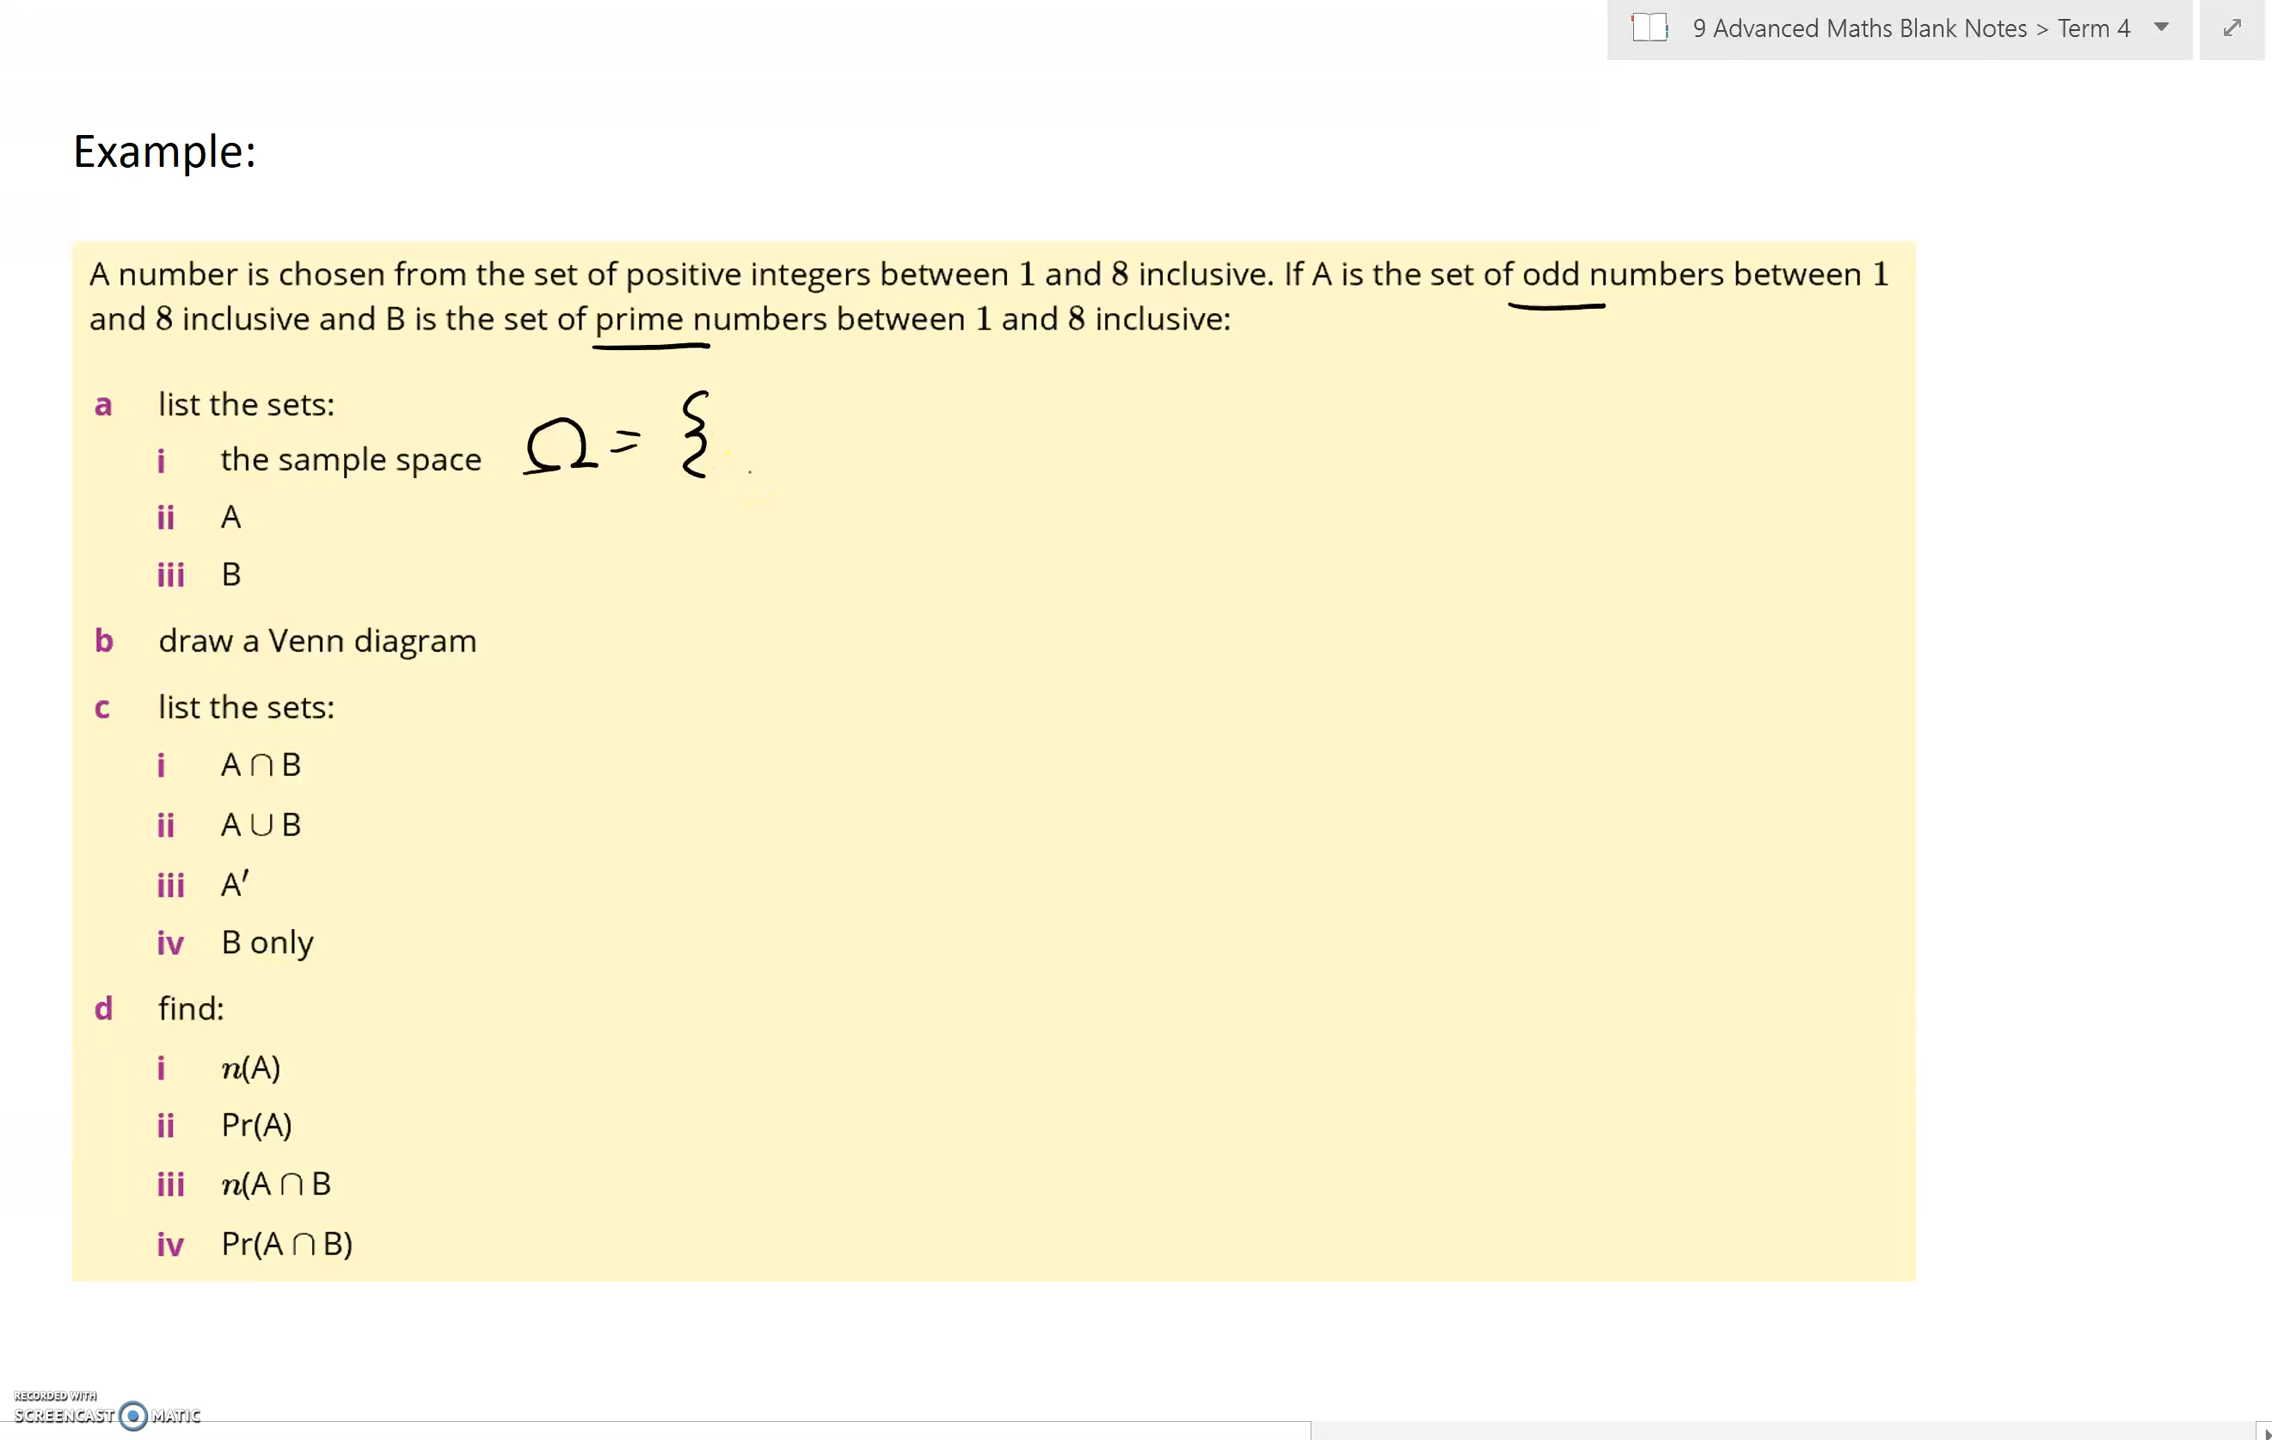 9 Advanced Maths Blank Notes > Term 4
Example:
A number is chosen from the set of positive integers between 1 and 8 inclusive. If A is the set of odd numbers between 1
and 8 inclusive and B is the set of prime numbers between 1 and 8 inclusive:
a list the sets:
i the sample space Ω = {
ii A
iii B
b draw a Venn diagram
c list the sets:
i A ∩ B
ii A ∪ B
iii A′
iv B only
d find:
i n(A)
ii Pr(A)
iii n(A ∩ B
iv Pr(A ∩ B)
RECORDED WITH
SCREENCAST MATIC